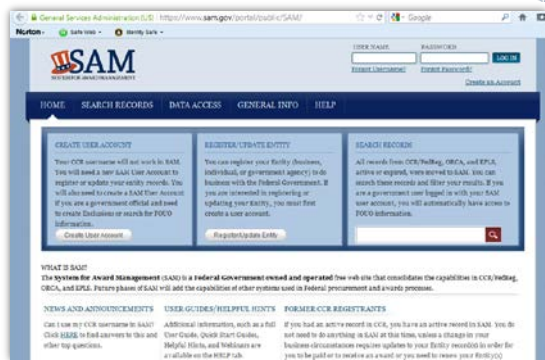 General Services Administration (US) https://www.sam.gov/portal/public/SAM/
Google
Norton
Safe Web
Identity Safe
USER NAME PASSWORD
LOG IN
Forgot Username? Forgot Password?
Create an Account
SAM
SYSTEM FOR AWARD MANAGEMENT
HOME SEARCH RECORDS DATA ACCESS GENERAL INFO HELP
CREATE USER ACCOUNT
Your CCR username will not work in SAM.
You will need a new SAM User Account to
register or update your entity records. You
will also need to create a SAM User Account
if you are a government official and need
to create Exclusions or search for FOUO
information.
Create User Account
REGISTER/UPDATE ENTITY
You can register your Entity (business,
individual, or government agency) to do
business with the Federal Government. If
you are interested in registering or
updating your Entity, you must first
create a user account.
Register/Update Entity
SEARCH RECORDS
All records from CCR/FedReg, ORCA, and EPLS,
active or expired, were moved to SAM. You can
search these records and filter your results. If you
are a government user logged in with your SAM
user account, you will automatically have access to
FOUO information.
WHAT IS SAM?
The System for Award Management (SAM) is a Federal Government owned and operated free web site that consolidates the capabilities in CCR/FedReg,
ORCA, and EPLS. Future phases of SAM will add the capabilities of other systems used in Federal procurement and awards processes.
NEWS AND ANNOUNCEMENTS
Can I use my CCR username in SAM?
Click HERE to find answers to this and
other top questions.
USER GUIDES/HELPFUL HINTS
Additional information, such as a full
User Guide, Quick Start Guides,
Helpful Hints, and Webinars are
available on the HELP tab.
FORMER CCR REGISTRANTS
If you had an active record in CCR, you have an active record in SAM. You do
not need to do anything in SAM at this time, unless a change in your
business circumstances requires updates to your Entity record(s) in order for
you to be paid or to receive an award or you need to renew your Entity(s)